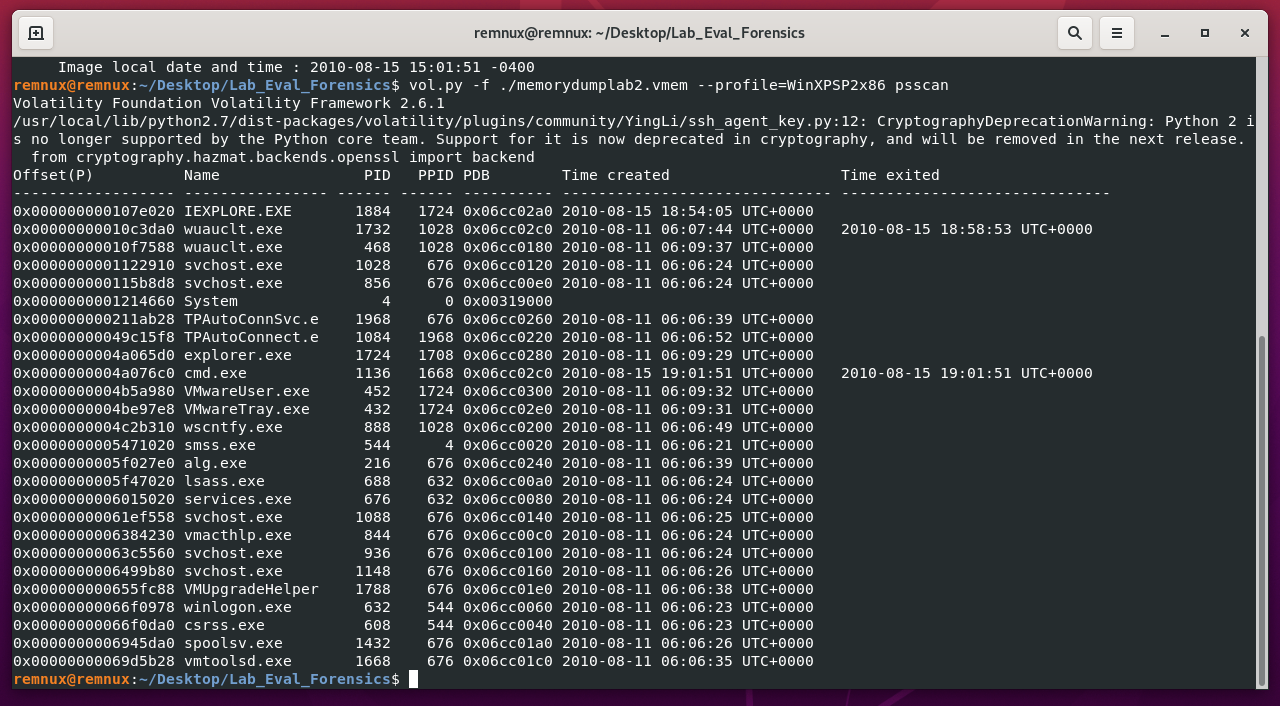 remnux@remnux: ~/Desktop/Lab_Eval_Forensics
Image local date and time : 2010-08-15 15:01:51 -0400
remnux@remnux:~/Desktop/Lab_Eval_Forensics$ vol.py -f ./memorydumplab2.vmem --profile=WinXPSP2x86 psscan
Volatility Foundation Volatility Framework 2.6.1
/usr/local/lib/python2.7/dist-packages/volatility/plugins/community/YingLi/ssh_agent_key.py:12: CryptographyDeprecationWarning: Python 2 i
s no longer supported by the Python core team. Support for it is now deprecated in cryptography, and will be removed in the next release.
  from cryptography.hazmat.backends.openssl import backend
Offset(P)          Name                PID   PPID PDB        Time created                   Time exited
------------------ ---------------- ------ ------ ---------- ------------------------------ ------------------------------
0x000000000107e020 IEXPLORE.EXE       1884   1724 0x06cc02a0 2010-08-15 18:54:05 UTC+0000
0x00000000010c3da0 wuauclt.exe        1732   1028 0x06cc02c0 2010-08-11 06:07:44 UTC+0000   2010-08-15 18:58:53 UTC+0000
0x00000000010f7588 wuauclt.exe         468   1028 0x06cc0180 2010-08-11 06:09:37 UTC+0000
0x0000000001122910 svchost.exe        1028    676 0x06cc0120 2010-08-11 06:06:24 UTC+0000
0x000000000115b8d8 svchost.exe         856    676 0x06cc00e0 2010-08-11 06:06:24 UTC+0000
0x0000000001214660 System                4      0 0x00319000
0x000000000211ab28 TPAutoConnSvc.e    1968    676 0x06cc0260 2010-08-11 06:06:39 UTC+0000
0x00000000049c15f8 TPAutoConnect.e    1084   1968 0x06cc0220 2010-08-11 06:06:52 UTC+0000
0x0000000004a065d0 explorer.exe       1724   1708 0x06cc0280 2010-08-11 06:09:29 UTC+0000
0x0000000004a076c0 cmd.exe            1136   1668 0x06cc02c0 2010-08-15 19:01:51 UTC+0000   2010-08-15 19:01:51 UTC+0000
0x0000000004b5a980 VMwareUser.exe      452   1724 0x06cc0300 2010-08-11 06:09:32 UTC+0000
0x0000000004be97e8 VMwareTray.exe      432   1724 0x06cc02e0 2010-08-11 06:09:31 UTC+0000
0x0000000004c2b310 wscntfy.exe         888   1028 0x06cc0200 2010-08-11 06:06:49 UTC+0000
0x0000000005471020 smss.exe            544      4 0x06cc0020 2010-08-11 06:06:21 UTC+0000
0x0000000005f027e0 alg.exe             216    676 0x06cc0240 2010-08-11 06:06:39 UTC+0000
0x0000000005f47020 lsass.exe           688    632 0x06cc00a0 2010-08-11 06:06:24 UTC+0000
0x0000000006015020 services.exe        676    632 0x06cc0080 2010-08-11 06:06:24 UTC+0000
0x00000000061ef558 svchost.exe        1088    676 0x06cc0140 2010-08-11 06:06:25 UTC+0000
0x0000000006384230 vmacthlp.exe        844    676 0x06cc00c0 2010-08-11 06:06:24 UTC+0000
0x00000000063c5560 svchost.exe         936    676 0x06cc0100 2010-08-11 06:06:24 UTC+0000
0x0000000006499b80 svchost.exe        1148    676 0x06cc0160 2010-08-11 06:06:26 UTC+0000
0x000000000655fc88 VMUpgradeHelper    1788    676 0x06cc01e0 2010-08-11 06:06:38 UTC+0000
0x00000000066f0978 winlogon.exe        632    544 0x06cc0060 2010-08-11 06:06:23 UTC+0000
0x00000000066f0da0 csrss.exe           608    544 0x06cc0040 2010-08-11 06:06:23 UTC+0000
0x0000000006945da0 spoolsv.exe        1432    676 0x06cc01a0 2010-08-11 06:06:26 UTC+0000
0x00000000069d5b28 vmtoolsd.exe       1668    676 0x06cc01c0 2010-08-11 06:06:35 UTC+0000
remnux@remnux:~/Desktop/Lab_Eval_Forensics$